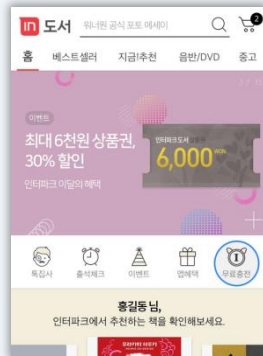 in 도서 워너원 공식 포토 에세이 2
홈 베스트셀러 지금!추천 음반/DVD 중고
이벤트
최대 6천원 상품권,
30% 할인
인터파크 이달의 혜택
인터파크도서 상품권
6,000 WON
특집사 출석체크 이벤트 앱혜택 무료충전
홍길동 님,
인터파크에서 추천하는 책을 확인해보세요.